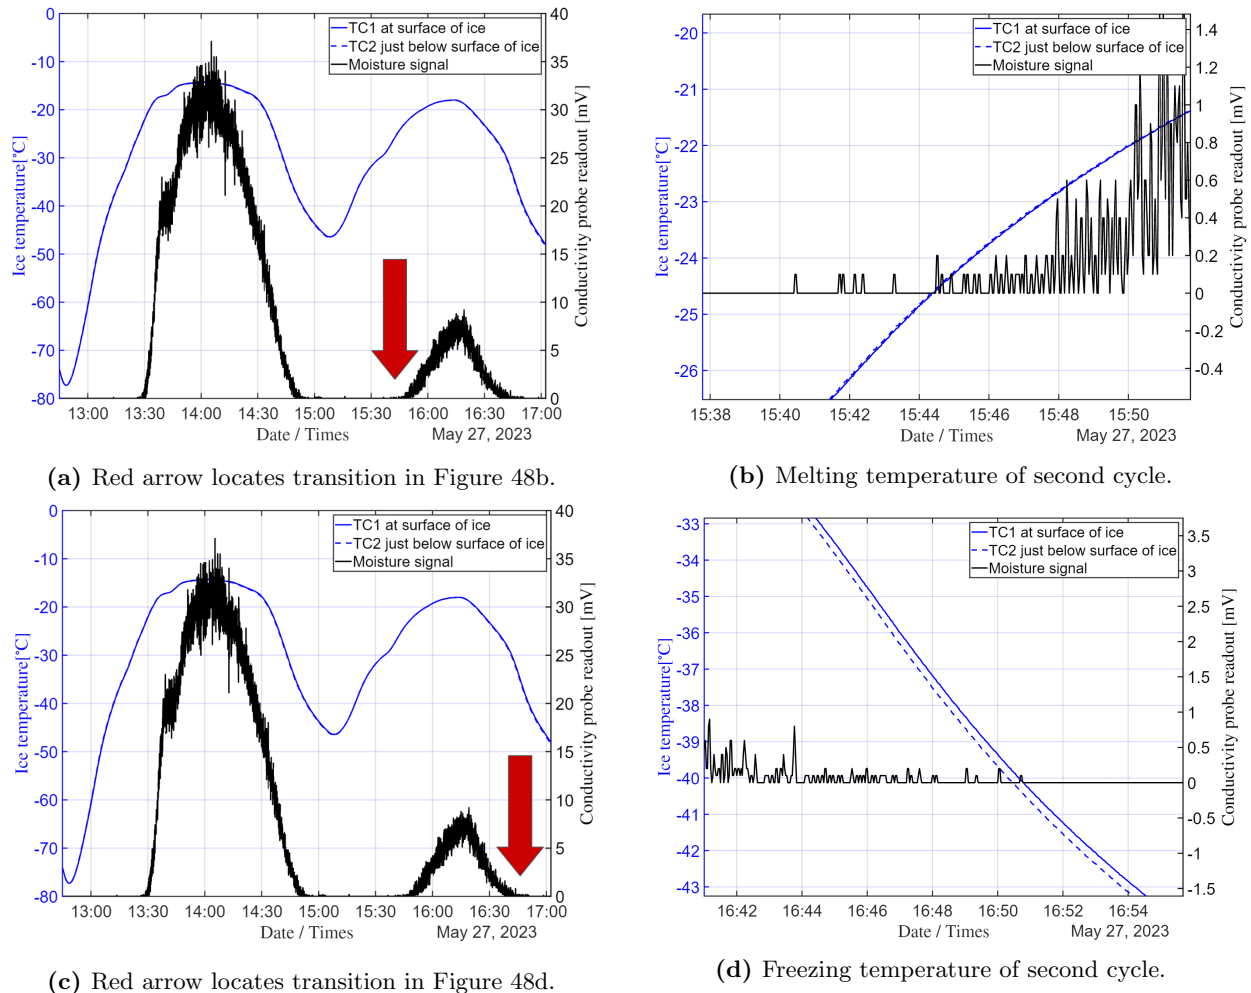 0
-10
-20
-30
-40
-50
-60
-70
-80
Ice temperature[°C]
40
35
30
25
20
15
10
5
0
Conductivity probe readout [mV]
TC1 at surface of ice
TC2 just below surface of ice
Moisture signal
13:00 13:30 14:00 14:30 15:00 15:30 16:00 16:30 17:00
Date / Times
May 27, 2023
(a) Red arrow locates transition in Figure 48b.
-20
-21
-22
-23
-24
-25
-26
Ice temperature[°C]
1.4
1.2
1
0.8
0.6
0.4
0.2
0
-0.2
-0.4
Conductivity probe readout [mV]
TC1 at surface of ice
TC2 just below surface of ice
Moisture signal
15:38 15:40 15:42 15:44 15:46 15:48 15:50
Date / Times
May 27, 2023
(b) Melting temperature of second cycle.
0
-10
-20
-30
-40
-50
-60
-70
-80
Ice temperature[°C]
40
35
30
25
20
15
10
5
0
Conductivity probe readout [mV]
TC1 at surface of ice
TC2 just below surface of ice
Moisture signal
13:00 13:30 14:00 14:30 15:00 15:30 16:00 16:30 17:00
Date / Times
May 27, 2023
(c) Red arrow locates transition in Figure 48d.
-33
-34
-35
-36
-37
-38
-39
-40
-41
-42
-43
Ice temperature[°C]
3.5
3
2.5
2
1.5
1
0.5
0
-0.5
-1
-1.5
Conductivity probe readout [mV]
TC1 at surface of ice
TC2 just below surface of ice
Moisture signal
16:42 16:44 16:46 16:48 16:50 16:52 16:54
Date / Times
May 27, 2023
(d) Freezing temperature of second cycle.